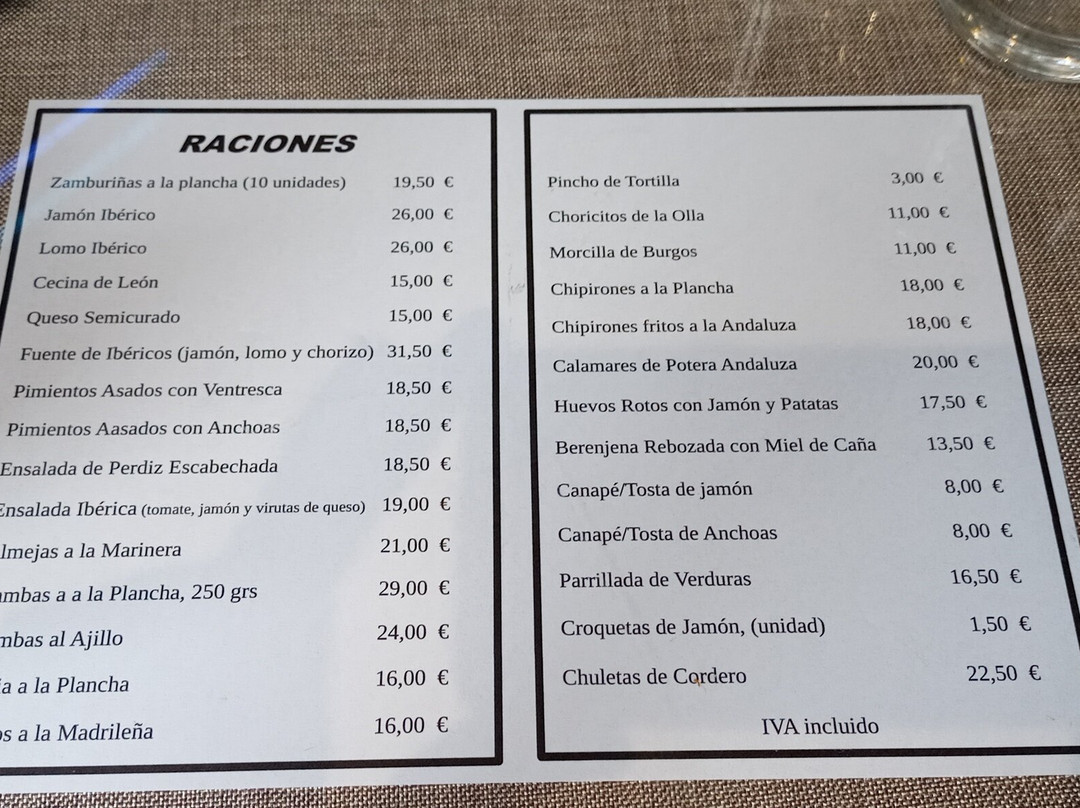 RACIONES
Zamburiñas a la plancha (10 unidades) 19,50 €
Jamón Ibérico 26,00 €
Lomo Ibérico 26,00 €
Cecina de León 15,00 €
Queso Semicurado 15,00 €
Fuente de Ibéricos (jamón, lomo y chorizo) 31,50 €
Pimientos Asados con Ventresca 18,50 €
Pimientos Aasados con Anchoas 18,50 €
Ensalada de Perdiz Escabechada 18,50 €
Ensalada Ibérica (tomate, jamón y virutas de queso) 19,00 €
lmejas a la Marinera 21,00 €
mbas a a la Plancha, 250 grs 29,00 €
mbas al Ajillo 24,00 €
a a la Plancha 16,00 €
s a la Madrileña 16,00 €
Pincho de Tortilla 3,00 €
Choricitos de la Olla 11,00 €
Morcilla de Burgos 11,00 €
Chipirones a la Plancha 18,00 €
Chipirones fritos a la Andaluza 18,00 €
Calamares de Potera Andaluza 20,00 €
Huevos Rotos con Jamón y Patatas 17,50 €
Berenjena Rebozada con Miel de Caña 13,50 €
Canapé/Tosta de jamón 8,00 €
Canapé/Tosta de Anchoas 8,00 €
Parrillada de Verduras 16,50 €
Croquetas de Jamón, (unidad) 1,50 €
Chuletas de Cordero 22,50 €
IVA incluido